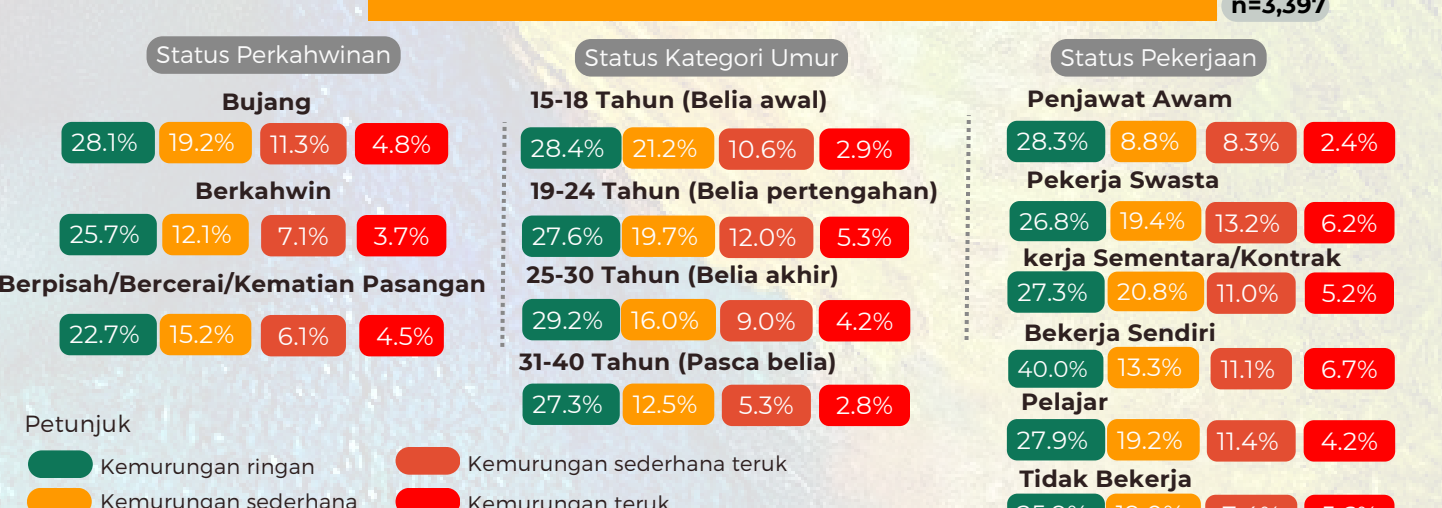 n=3,397
Status Perkahwinan
Bujang
28.1% 19.2% 11.3% 4.8%
Berkahwin
25.7% 12.1% 7.1% 3.7%
Berpisah/Bercerai/Kematian Pasangan
22.7% 15.2% 6.1% 4.5%
Status Kategori Umur
15-18 Tahun (Belia awal)
28.4% 21.2% 10.6% 2.9%
19-24 Tahun (Belia pertengahan)
27.6% 19.7% 12.0% 5.3%
25-30 Tahun (Belia akhir)
29.2% 16.0% 9.0% 4.2%
31-40 Tahun (Pasca belia)
27.3% 12.5% 5.3% 2.8%
Status Pekerjaan
Penjawat Awam
28.3% 8.8% 8.3% 2.4%
Pekerja Swasta
26.8% 19.4% 13.2% 6.2%
kerja Sementara/Kontrak
27.3% 20.8% 11.0% 5.2%
Bekerja Sendiri
40.0% 13.3% 11.1% 6.7%
Pelajar
27.9% 19.2% 11.4% 4.2%
Tidak Bekerja
Petunjuk
Kemurungan ringan
Kemurungan sederhana
Kemurungan sederhana teruk
Kemurungan teruk